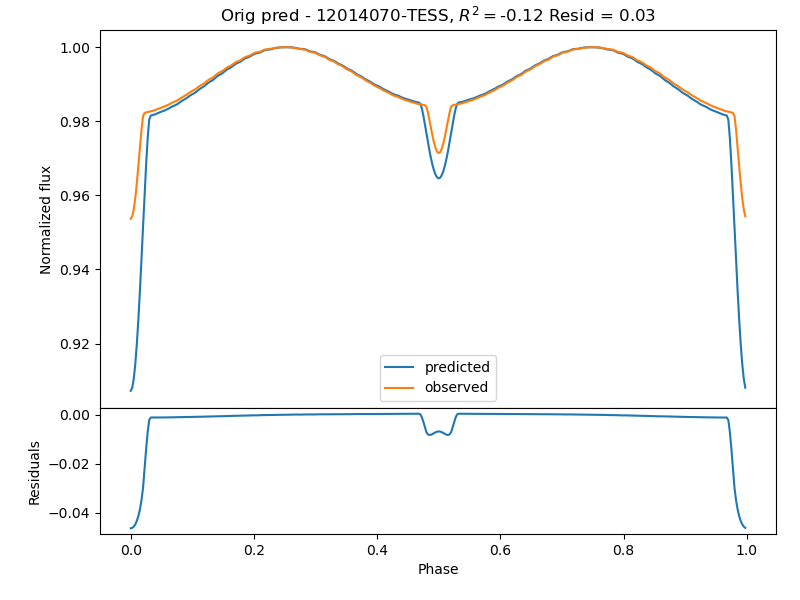 Orig pred - 12014070-TESS, R² = -0.12 Resid = 0.03
1.00
0.98
0.96
0.94
0.92
Normalized flux
predicted
observed
0.00
−0.02
−0.04
Residuals
0.0 0.2 0.4 0.6 0.8 1.0
Phase